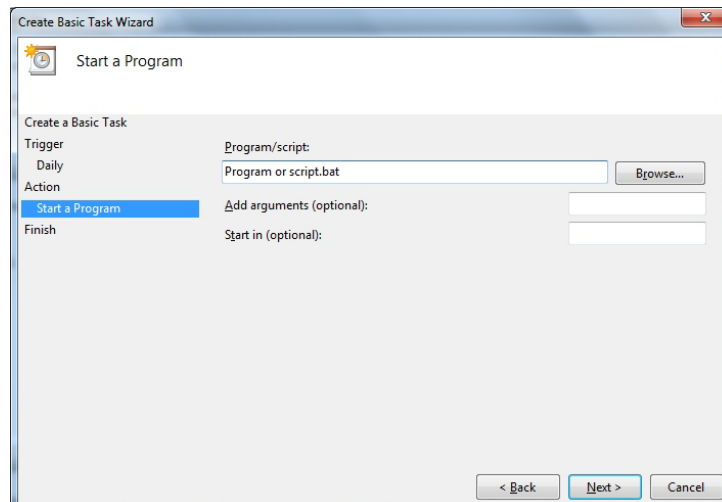 Create Basic Task Wizard
Start a Program
Create a Basic Task
Trigger
Daily
Action
Start a Program
Finish
Program/script:
Program or script.bat
Browse...
Add arguments (optional):
Start in (optional):
< Back
Next >
Cancel